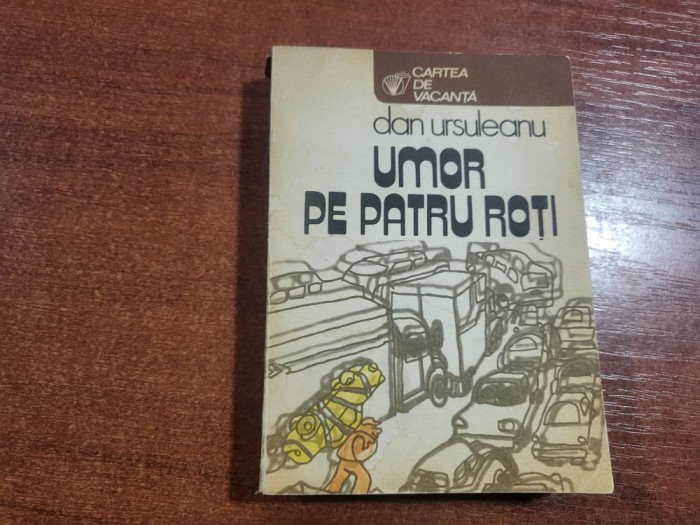 CARTEA
DE
VACANȚĂ
dan ursuleanu
UMOR
PE PATRU ROȚI